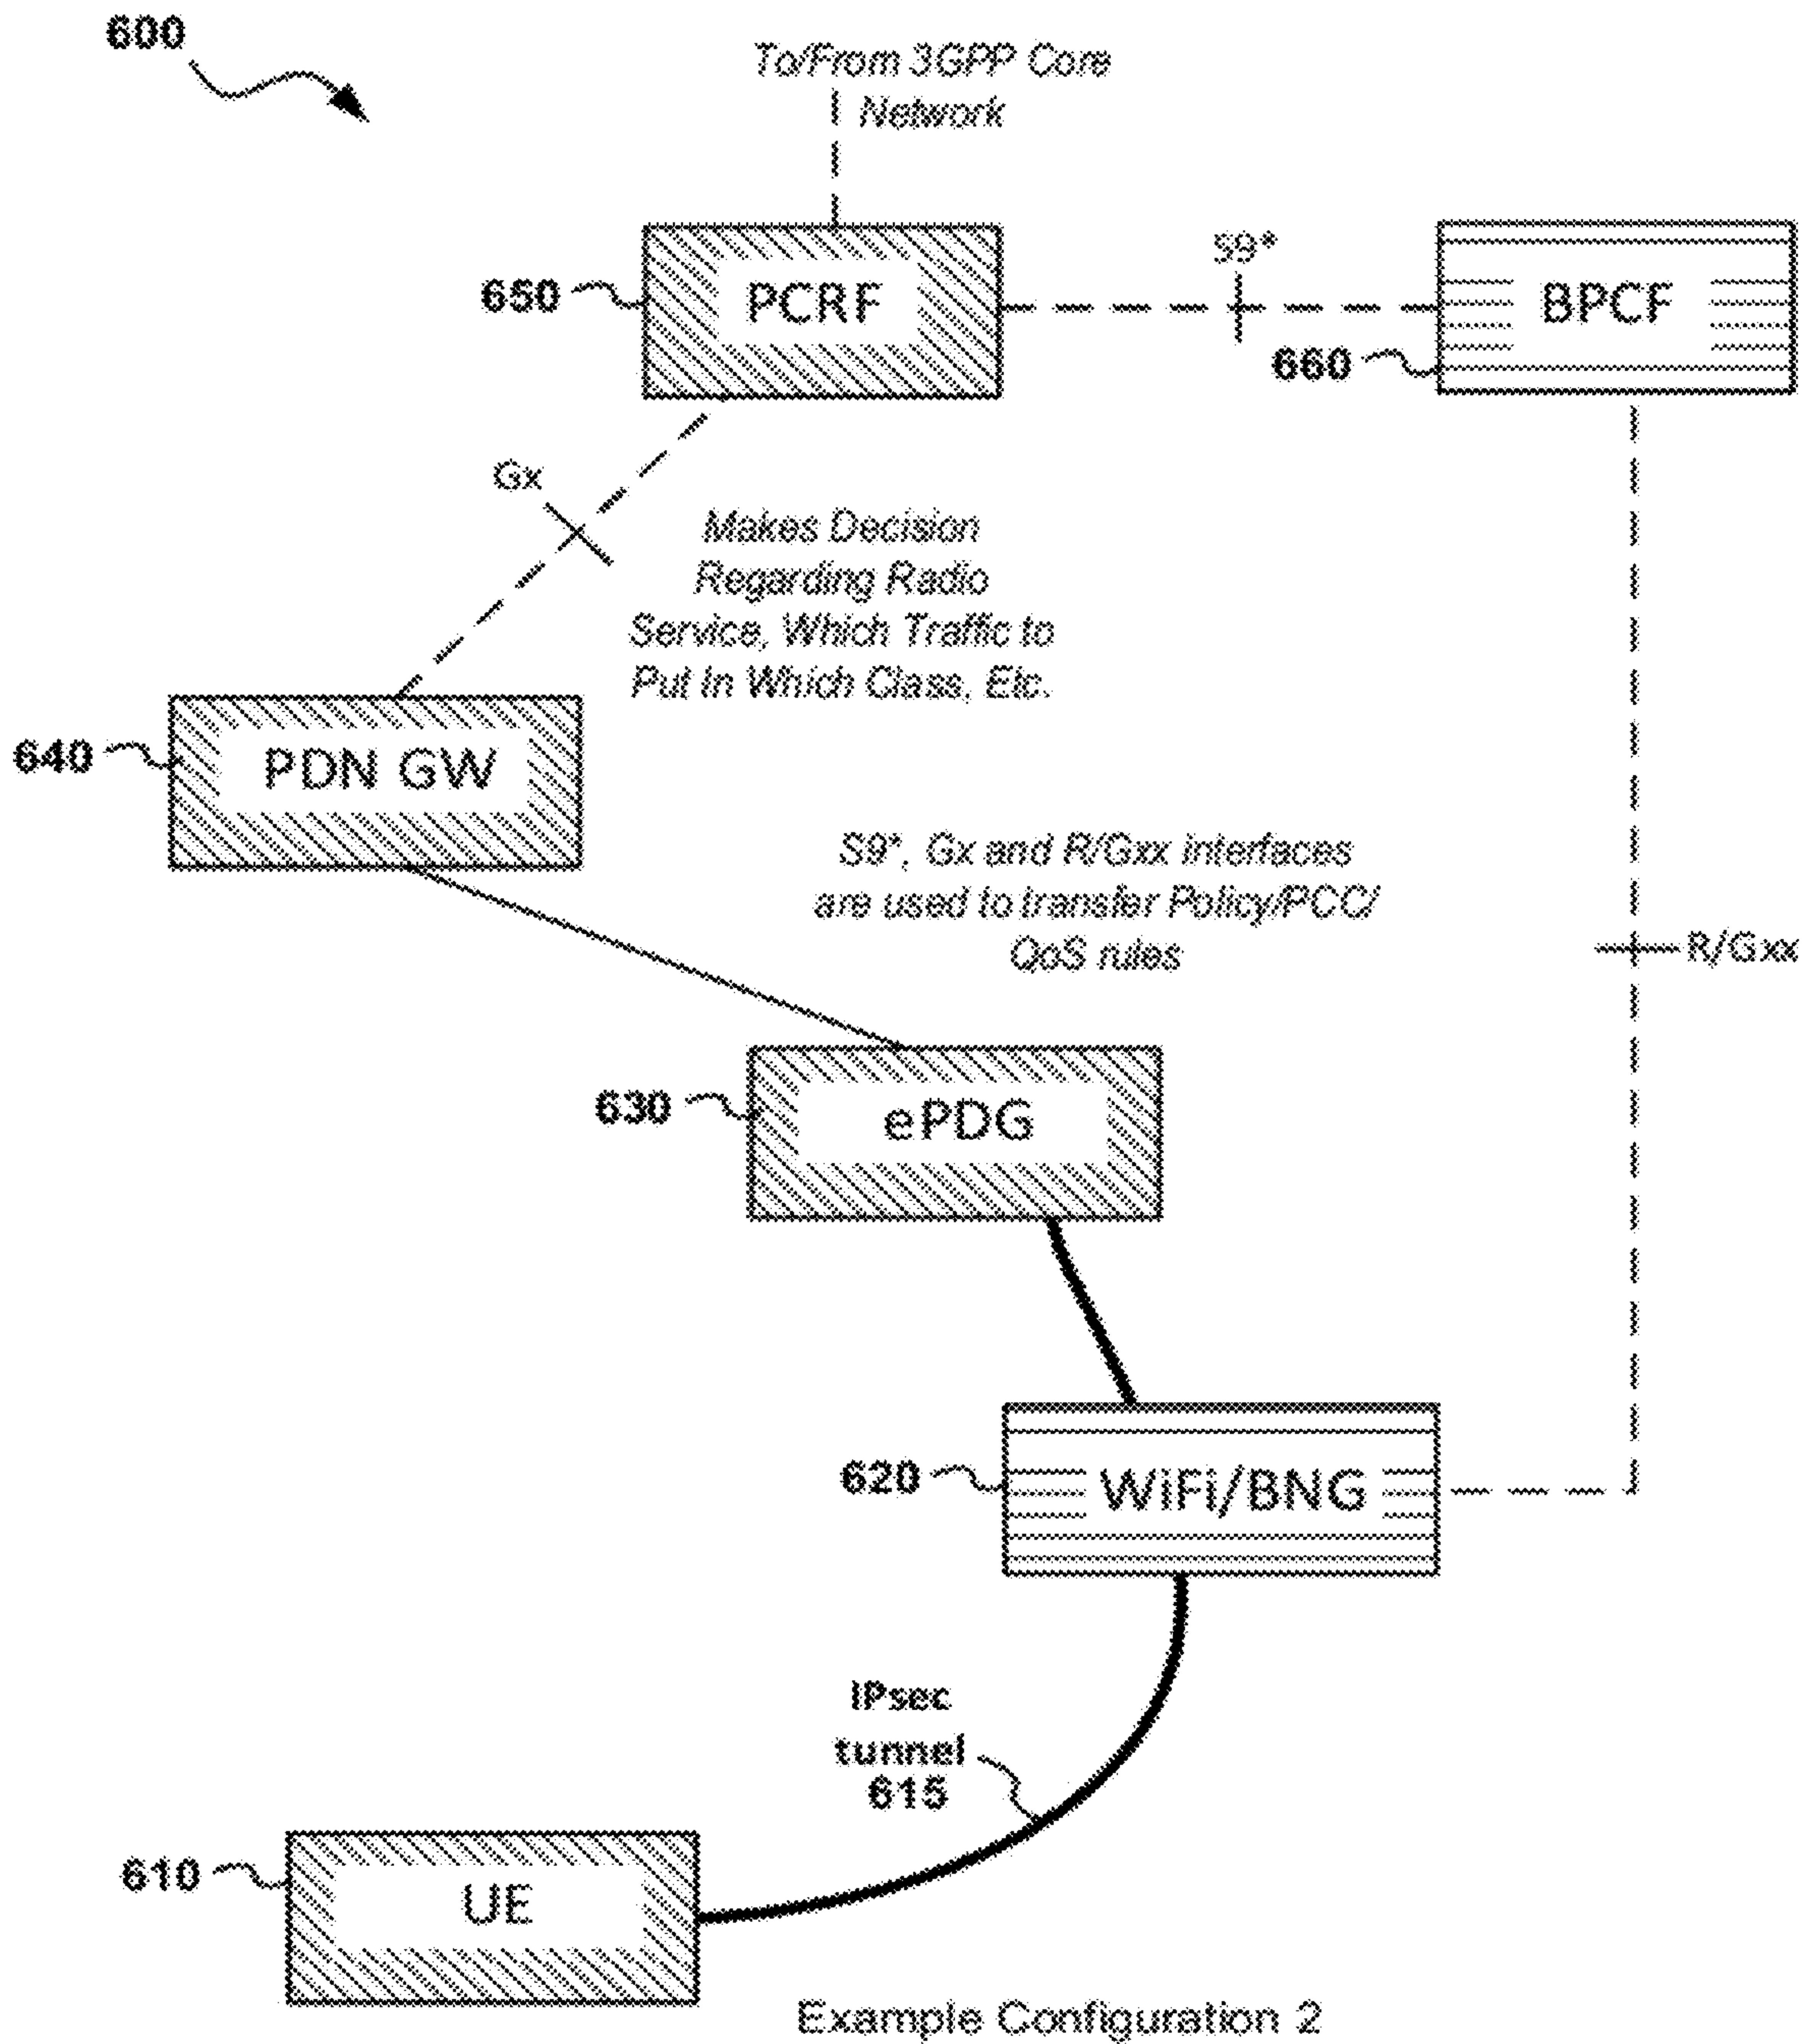 600
To/From 3GPP Core
Network
650
PCRF
S9*
BPCF
660
Gx
Makes Decision
Regarding Radio
Service, Which Traffic to
Put In Which Class, Etc.
640
PDN GW
S9*, Gx and R/Gxx interfaces
are used to transfer Policy/PCC/
QoS rules
R/Gxx
630
ePDG
620
WiFi/BNG
IPsec
tunnel
615
610
UE
Example Configuration 2